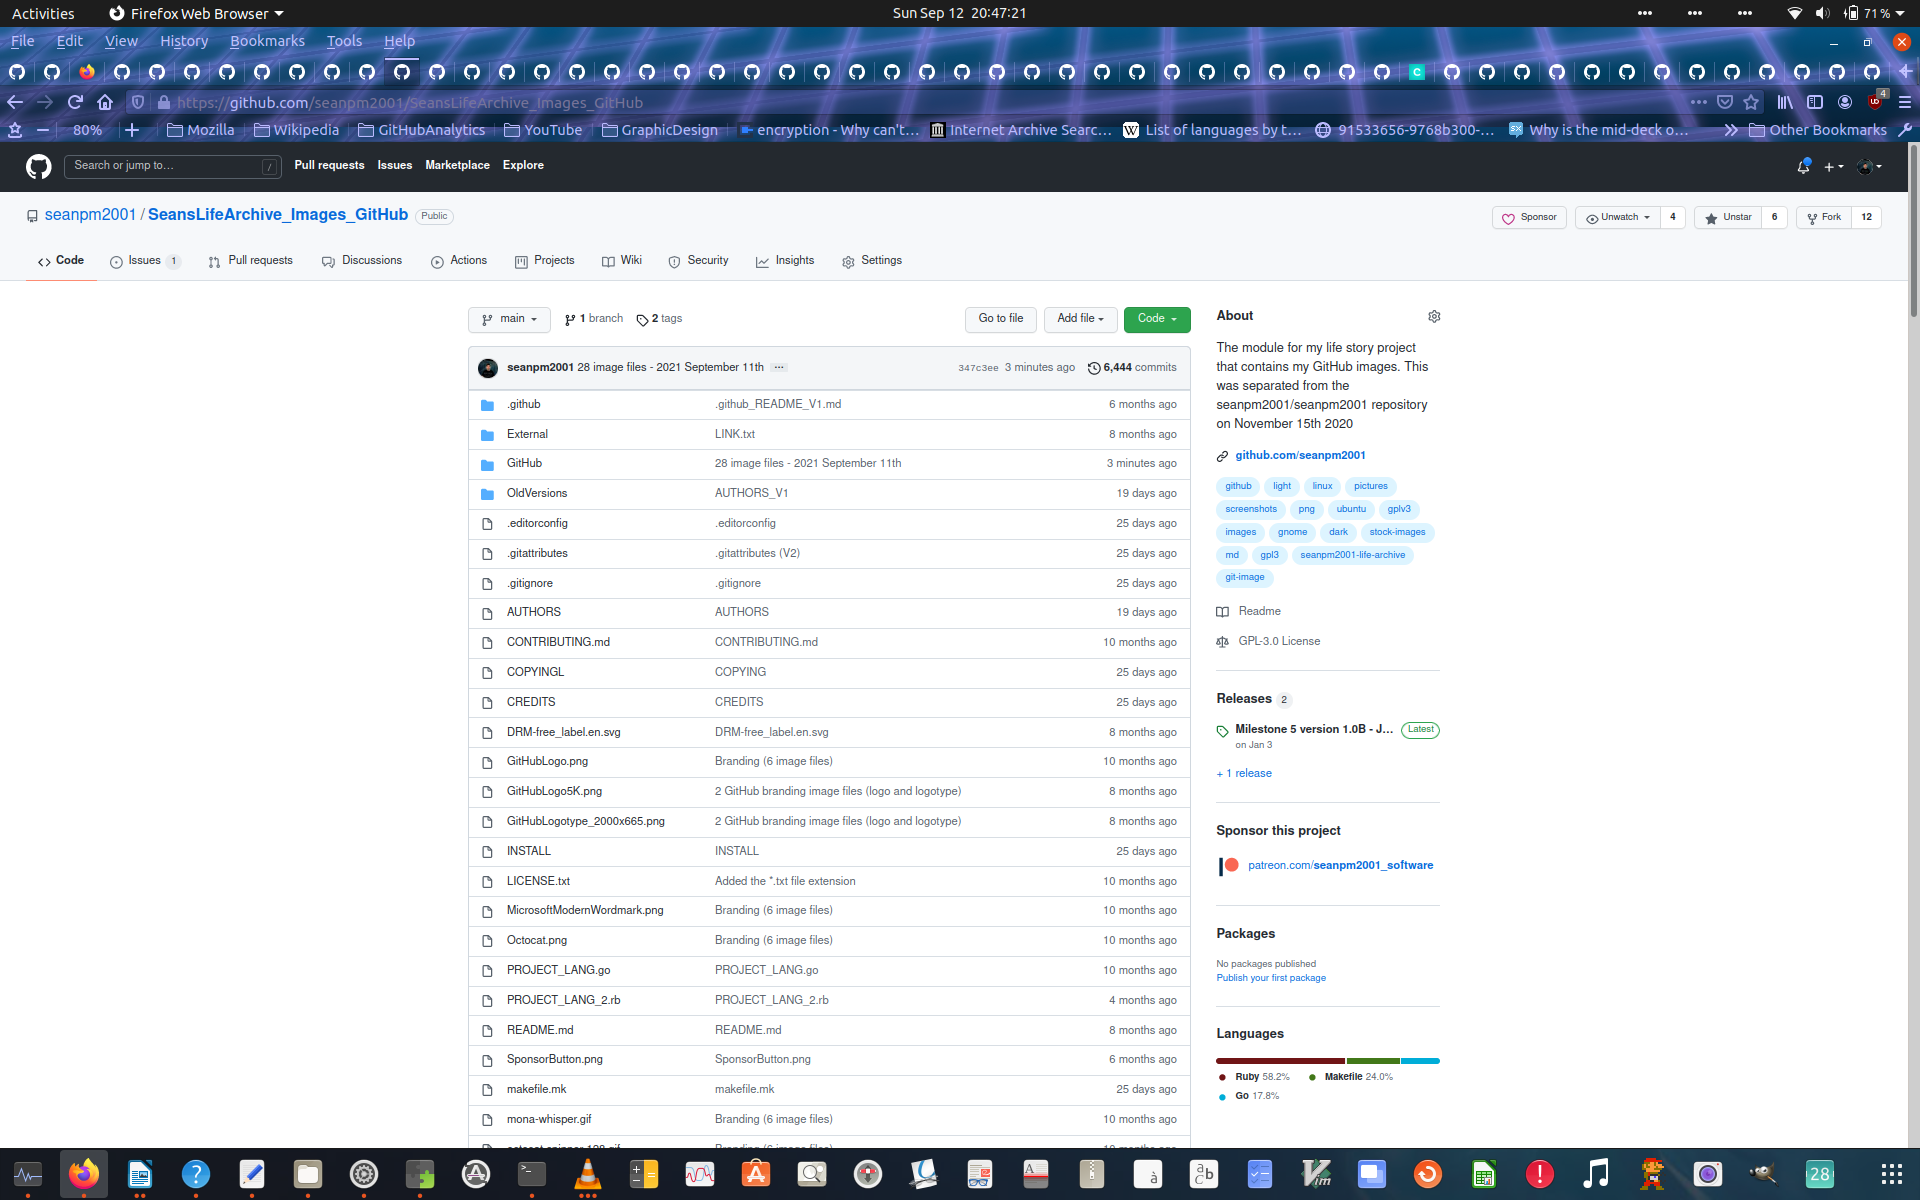 Activities Firefox Web Browser Sun Sep 12 20:47:21 71 %
File Edit View History Bookmarks Tools Help
https://github.com/seanpm2001/SeansLifeArchive_Images_GitHub 4
80% Mozilla Wikipedia GitHubAnalytics YouTube GraphicDesign encryption - Why can't… Internet Archive Searc… List of languages by t… 91533656-9768b300-… Why is the mid-deck o… Other Bookmarks
Search or jump to… / Pull requests Issues Marketplace Explore
seanpm2001 / SeansLifeArchive_Images_GitHub Public Sponsor Unwatch 4 Unstar 6 Fork 12
Code Issues 1 Pull requests Discussions Actions Projects Wiki Security Insights Settings
main 1 branch 2 tags Go to file Add file Code
seanpm2001 28 image files - 2021 September 11th ... 347c3ee 3 minutes ago 6,444 commits
.github .github_README_V1.md 6 months ago
External LINK.txt 8 months ago
GitHub 28 image files - 2021 September 11th 3 minutes ago
OldVersions AUTHORS_V1 19 days ago
.editorconfig .editorconfig 25 days ago
.gitattributes .gitattributes (V2) 25 days ago
.gitignore .gitignore 25 days ago
AUTHORS AUTHORS 19 days ago
CONTRIBUTING.md CONTRIBUTING.md 10 months ago
COPYINGL COPYING 25 days ago
CREDITS CREDITS 25 days ago
DRM-free_label.en.svg DRM-free_label.en.svg 8 months ago
GitHubLogo.png Branding (6 image files) 10 months ago
GitHubLogo5K.png 2 GitHub branding image files (logo and logotype) 8 months ago
GitHubLogotype_2000x665.png 2 GitHub branding image files (logo and logotype) 8 months ago
INSTALL INSTALL 25 days ago
LICENSE.txt Added the *.txt file extension 10 months ago
MicrosoftModernWordmark.png Branding (6 image files) 10 months ago
Octocat.png Branding (6 image files) 10 months ago
PROJECT_LANG.go PROJECT_LANG.go 10 months ago
PROJECT_LANG_2.rb PROJECT_LANG_2.rb 4 months ago
README.md README.md 8 months ago
SponsorButton.png SponsorButton.png 6 months ago
makefile.mk makefile.mk 25 days ago
mona-whisper.gif Branding (6 image files) 10 months ago
About
The module for my life story project
that contains my GitHub images. This
was separated from the
seanpm2001/seanpm2001 repository
on November 15th 2020
github.com/seanpm2001
github light linux pictures
screenshots png ubuntu gplv3
images gnome dark stock-images
md gpl3 seanpm2001-life-archive
git-image
Readme
GPL-3.0 License
Releases 2
Milestone 5 version 1.0B - J… Latest
on Jan 3
+ 1 release
Sponsor this project
patreon.com/seanpm2001_software
Packages
No packages published
Publish your first package
Languages
Ruby 58.2% Makefile 24.0%
Go 17.8%
28